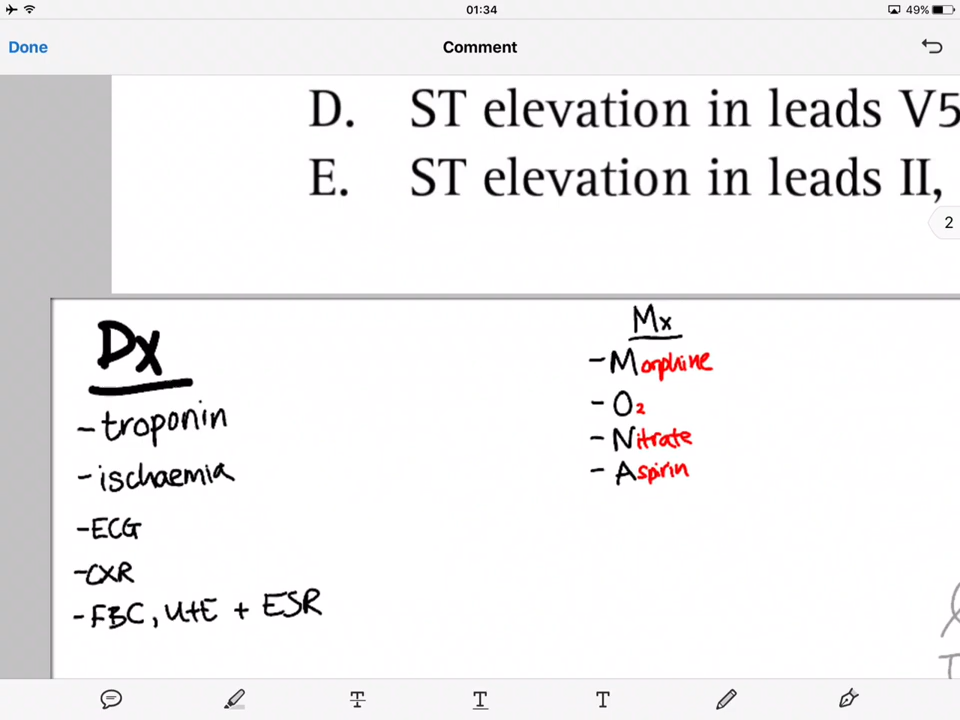 01:34
49%
Done
Comment
D. ST elevation in leads V5
E. ST elevation in leads II,
2
Dx
-troponin
-ischaemia
-ECG
-CXR
-FBC, U+E + ESR
Mx
-Morphine
-O2
-Nitrate
-Aspirin
T
T
T